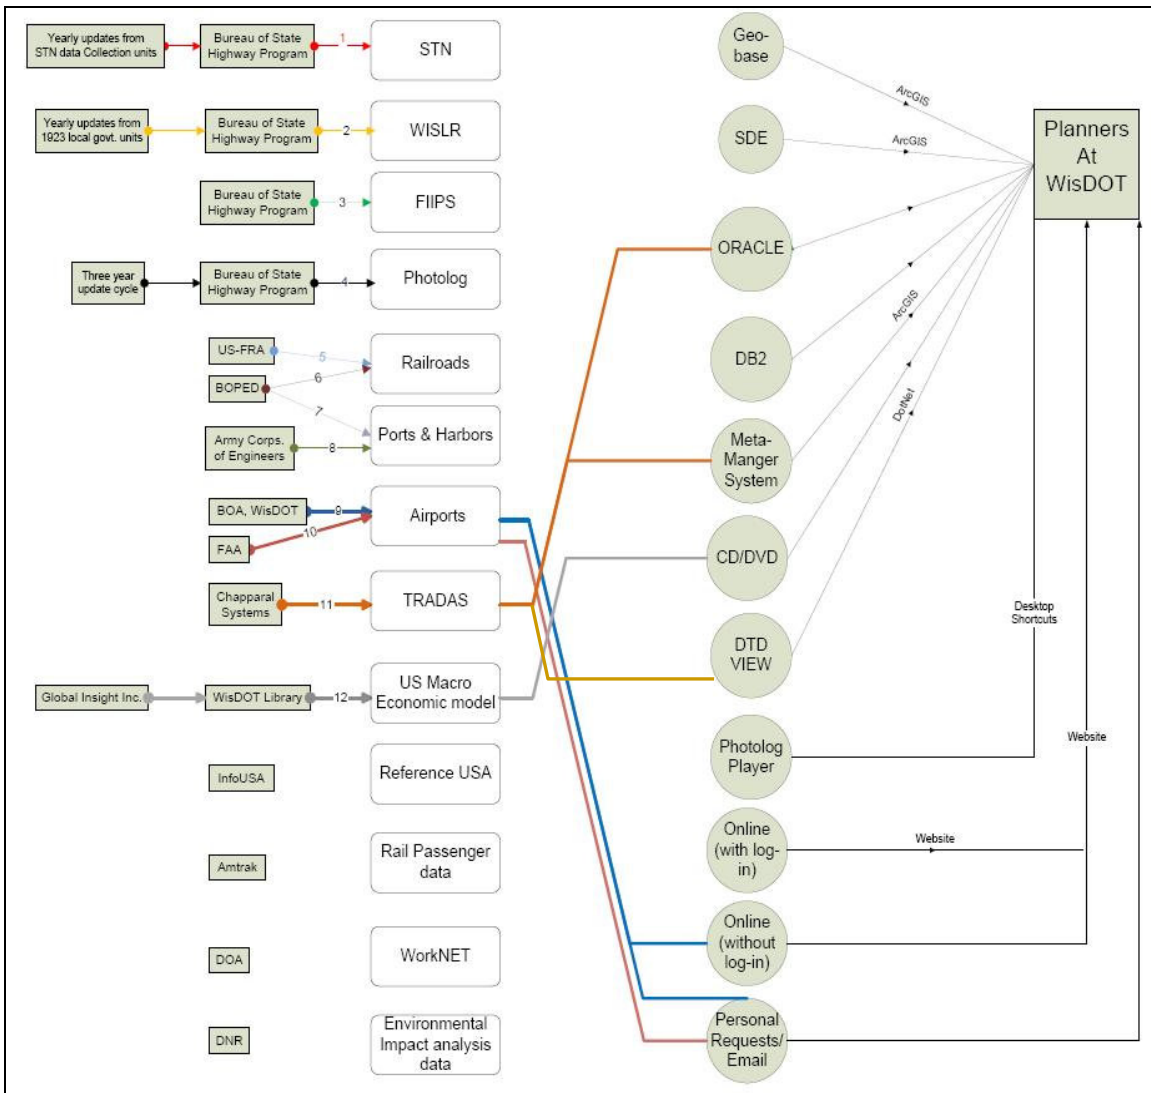 Yearly updates from
STN data Collection units
Bureau of State
Highway Program
1
STN
Yearly updates from
1923 local govt. units
Bureau of State
Highway Program
2
WISLR
Bureau of State
Highway Program
3
FIIPS
Three year
update cycle
Bureau of State
Highway Program
4
Photolog
US-FRA
5
BOPED
6
7
Railroads
Army Corps.
of Engineers
8
Ports & Harbors
BOA, WisDOT
9
FAA
10
Airports
Chapparal
Systems
11
TRADAS
Global Insight Inc.
WisDOT Library
12
US Macro
Economic model
InfoUSA
Reference USA
Amtrak
Rail Passenger
data
DOA
WorkNET
DNR
Environmental
Impact analysis
data
Geo-
base
ArcGIS
SDE
ArcGIS
ORACLE
DB2
ArcGIS
Meta-
Manger
System
DotNet
CD/DVD
DTD
VIEW
Photolog
Player
Desktop
Shortcuts
Online
(with log-
in)
Website
Online
(without
log-in)
Website
Personal
Requests/
Email
Planners
At
WisDOT